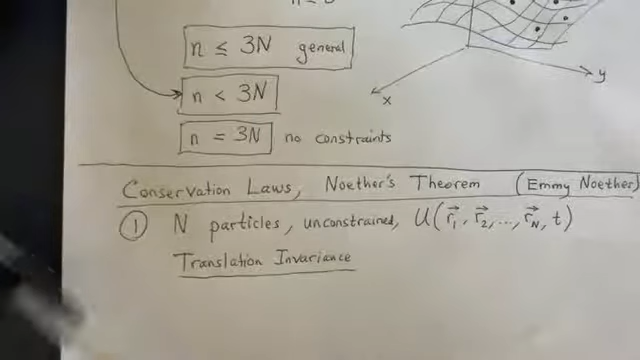 n ≤ 3N general
n < 3N
n = 3N no constraints
x
y
Conservation Laws, Noether's Theorem (Emmy Noether)
① N particles, unconstrained, U(r⃗₁, r⃗₂, ..., r⃗_N, t)
Translation Invariance